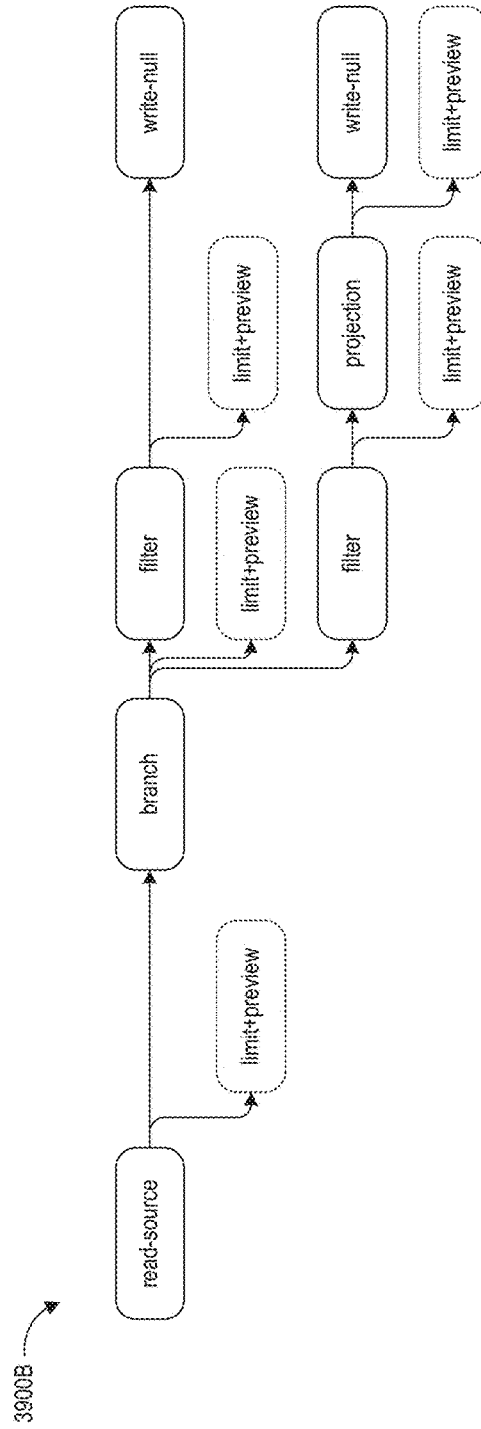 3900B
read-source
limit+preview
branch
filter
limit+preview
limit+preview
write-null
filter
projection
limit+preview
write-null
limit+preview